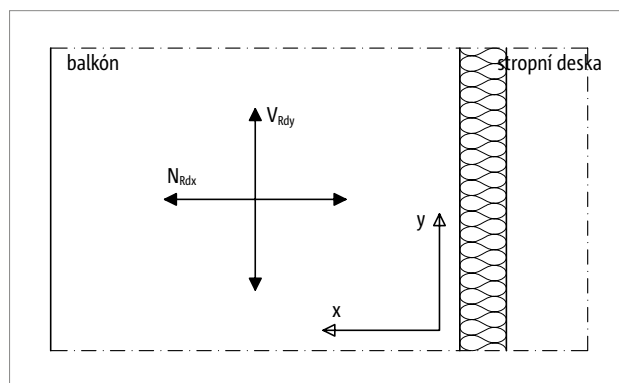 balkón
stropní deska
V_Rdy
N_Rdx
y
x